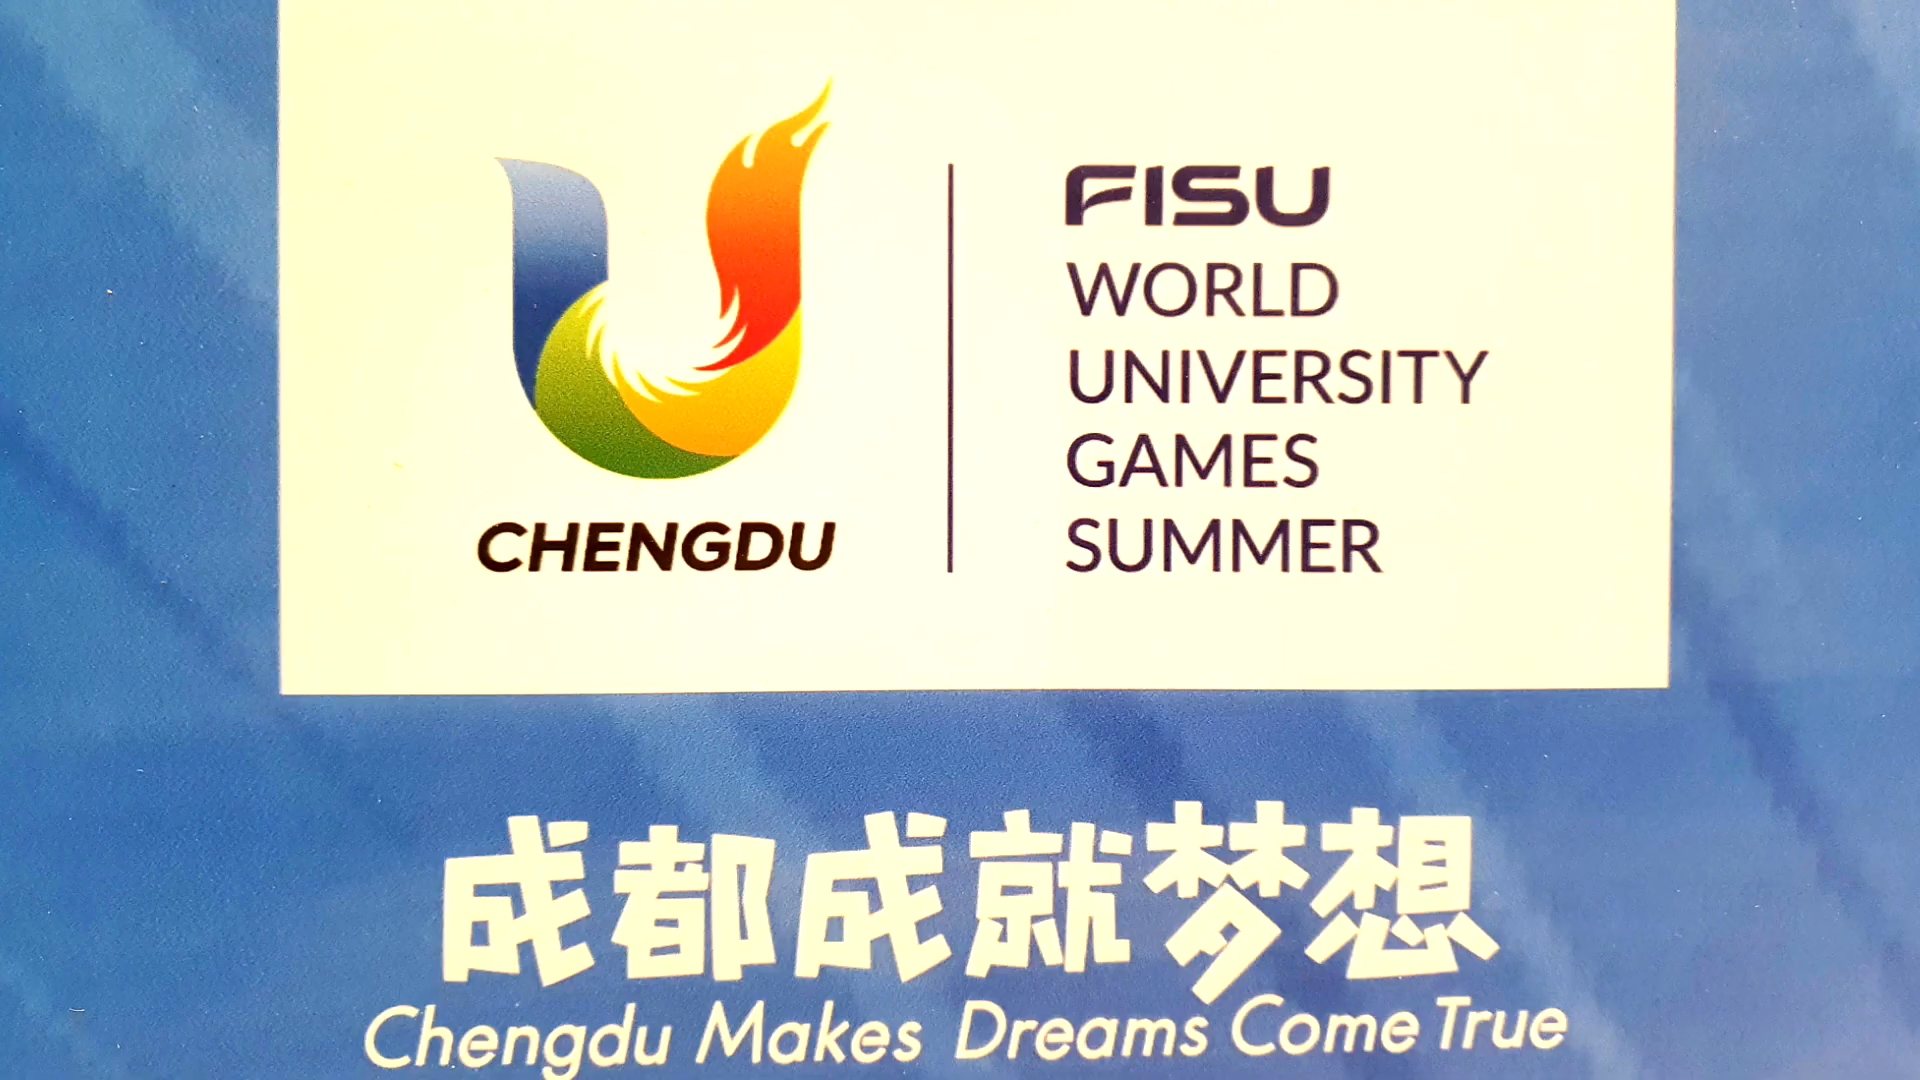 CHENGDU
FISU
WORLD
UNIVERSITY
GAMES
SUMMER
成都成就梦想
Chengdu Makes Dreams Come True